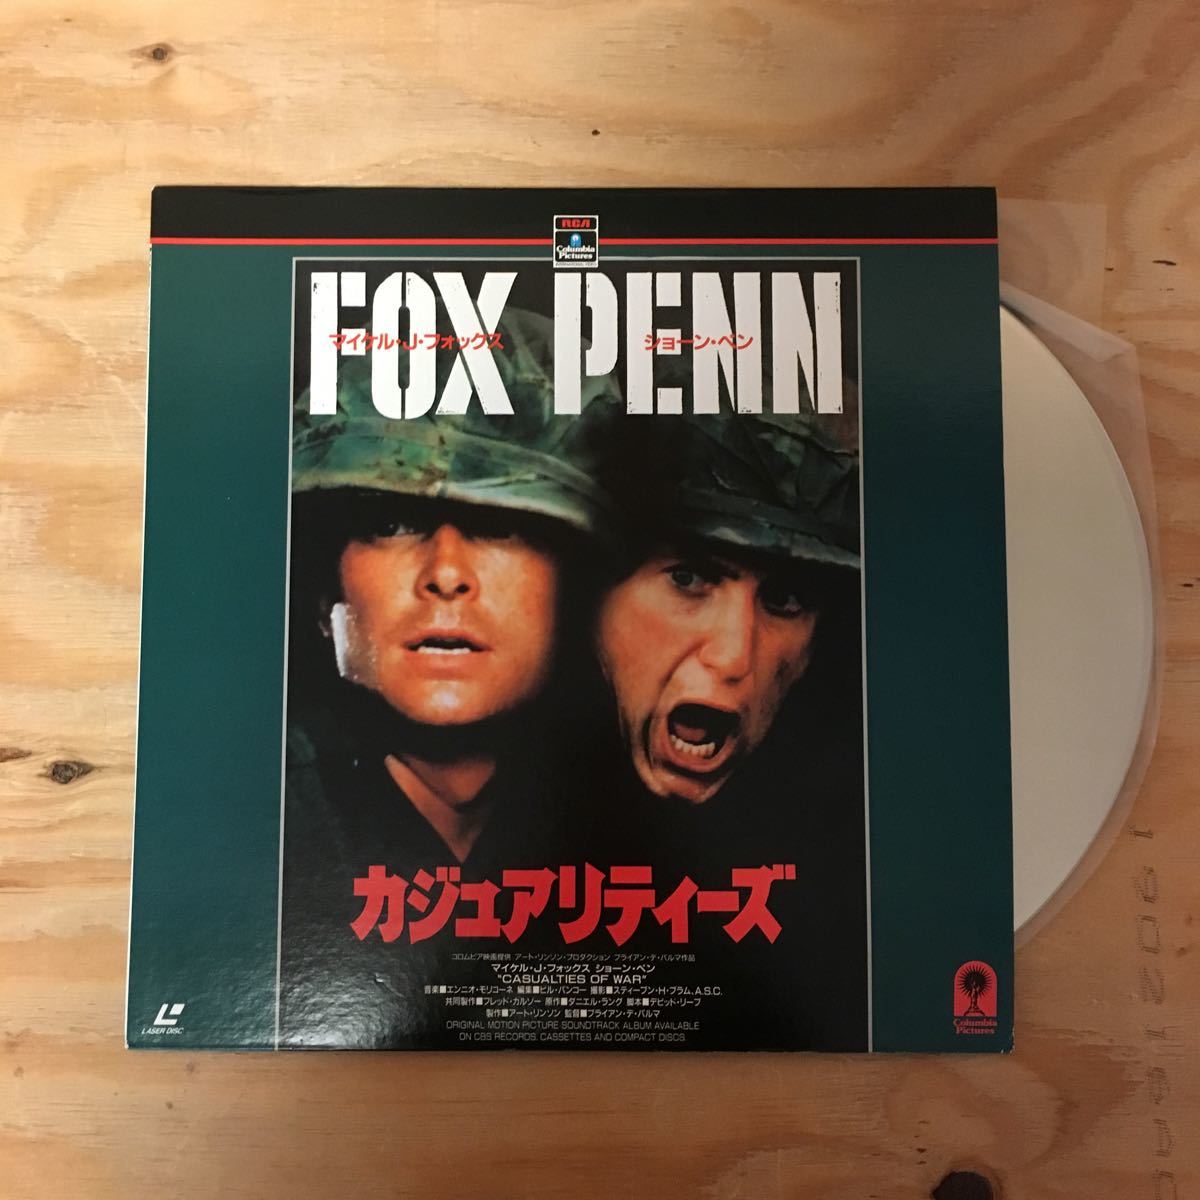 RCA
Columbia
Pictures
INTERNATIONAL VIDEO
FOX PENN
マイケル・J・フォックス ショーン・ペン
カジュアリティーズ
コロムビア映画提供 アート・リンソン・プロダクション ブライアン・デ・パルマ作品
マイケル・J・フォックス ショーン・ペン
"CASUALTIES OF WAR"
音楽■エンニオ・モリコーネ 編集■ビル・パンコー 撮影■スティーブン・H・ブラム,A.S.C.
共同製作■フレッド・カルソー 原作■ダニエル・ラング 脚本■デビッド・リーブ
製作■アート・リンソン 監督■ブライアン・デ・パルマ
ORIGINAL MOTION PICTURE SOUNDTRACK ALBUM AVAILABLE
ON CBS RECORDS, CASSETTES AND COMPACT DISCS.
LASER DISC
Columbia
Pictures